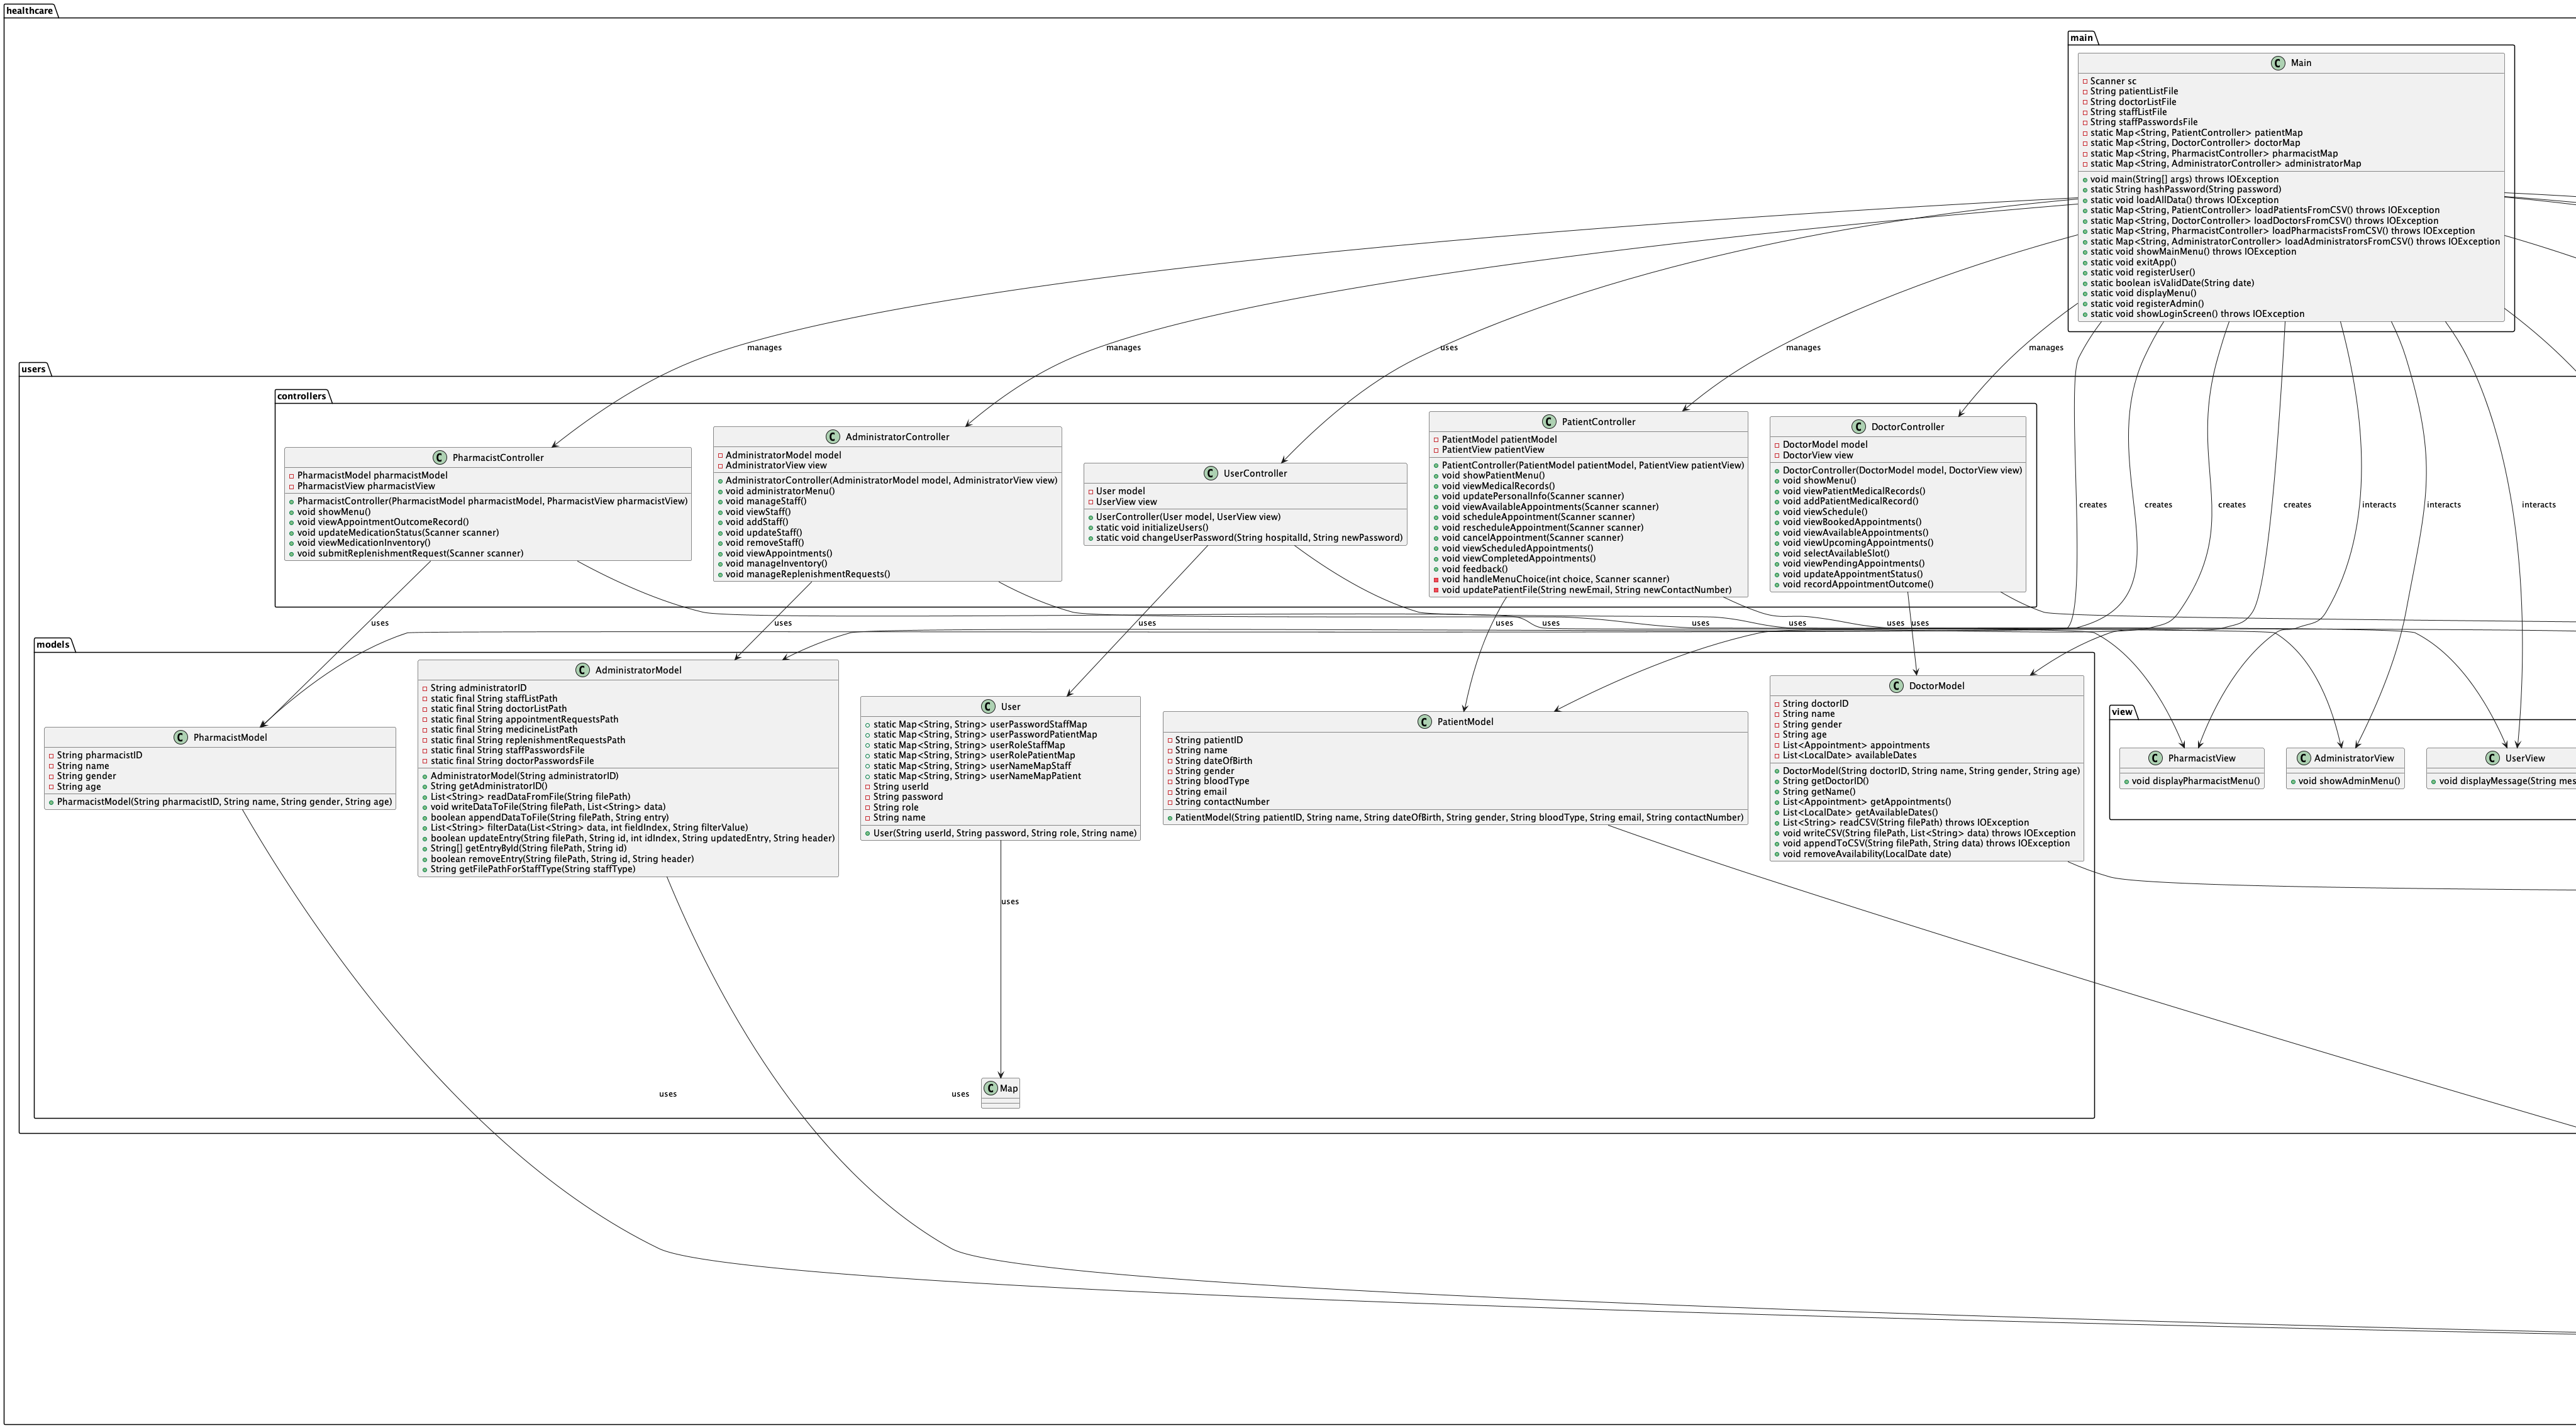 healthcare
main
C Main
Scanner sc
String patientListFile
String doctorListFile
String staffListFile
String staffPasswordsFile
static Map<String, PatientController> patientMap
static Map<String, DoctorController> doctorMap
static Map<String, PharmacistController> pharmacistMap
static Map<String, AdministratorController> administratorMap
void main(String[] args) throws IOException
static String hashPassword(String password)
static void loadAllData() throws IOException
static Map<String, PatientController> loadPatientsFromCSV() throws IOException
static Map<String, DoctorController> loadDoctorsFromCSV() throws IOException
static Map<String, PharmacistController> loadPharmacistsFromCSV() throws IOException
static Map<String, AdministratorController> loadAdministratorsFromCSV() throws IOException
static void showMainMenu() throws IOException
static void exitApp()
static void registerUser()
static boolean isValidDate(String date)
static void displayMenu()
static void registerAdmin()
static void showLoginScreen() throws IOException
manages
manages
uses
manages
manages
users
controllers
C PharmacistController
PharmacistModel pharmacistModel
PharmacistView pharmacistView
PharmacistController(PharmacistModel pharmacistModel, PharmacistView pharmacistView)
void showMenu()
void viewAppointmentOutcomeRecord()
void updateMedicationStatus(Scanner scanner)
void viewMedicationInventory()
void submitReplenishmentRequest(Scanner scanner)
C AdministratorController
AdministratorModel model
AdministratorView view
AdministratorController(AdministratorModel model, AdministratorView view)
void administratorMenu()
void manageStaff()
void viewStaff()
void addStaff()
void updateStaff()
void removeStaff()
void viewAppointments()
void manageInventory()
void manageReplenishmentRequests()
C UserController
User model
UserView view
UserController(User model, UserView view)
static void initializeUsers()
static void changeUserPassword(String hospitalId, String newPassword)
C PatientController
PatientModel patientModel
PatientView patientView
PatientController(PatientModel patientModel, PatientView patientView)
void showPatientMenu()
void viewMedicalRecords()
void updatePersonalInfo(Scanner scanner)
void viewAvailableAppointments(Scanner scanner)
void scheduleAppointment(Scanner scanner)
void rescheduleAppointment(Scanner scanner)
void cancelAppointment(Scanner scanner)
void viewScheduledAppointments()
void viewCompletedAppointments()
void feedback()
void handleMenuChoice(int choice, Scanner scanner)
void updatePatientFile(String newEmail, String newContactNumber)
C DoctorController
DoctorModel model
DoctorView view
DoctorController(DoctorModel model, DoctorView view)
void showMenu()
void viewPatientMedicalRecords()
void addPatientMedicalRecord()
void viewSchedule()
void viewBookedAppointments()
void viewAvailableAppointments()
void viewUpcomingAppointments()
void selectAvailableSlot()
void viewPendingAppointments()
void updateAppointmentStatus()
void recordAppointmentOutcome()
creates
creates
creates
creates
interacts
interacts
interacts
uses
uses
uses
uses
uses
uses
uses
uses
uses
models
C PharmacistModel
String pharmacistID
String name
String gender
String age
PharmacistModel(String pharmacistID, String name, String gender, String age)
C AdministratorModel
String administratorID
static final String staffListPath
static final String doctorListPath
static final String appointmentRequestsPath
static final String medicineListPath
static final String replenishmentRequestsPath
static final String staffPasswordsFile
static final String doctorPasswordsFile
AdministratorModel(String administratorID)
String getAdministratorID()
List<String> readDataFromFile(String filePath)
void writeDataToFile(String filePath, List<String> data)
boolean appendDataToFile(String filePath, String entry)
List<String> filterData(List<String> data, int fieldIndex, String filterValue)
boolean updateEntry(String filePath, String id, int idIndex, String updatedEntry, String header)
String[] getEntryById(String filePath, String id)
boolean removeEntry(String filePath, String id, String header)
String getFilePathForStaffType(String staffType)
C User
static Map<String, String> userPasswordStaffMap
static Map<String, String> userPasswordPatientMap
static Map<String, String> userRoleStaffMap
static Map<String, String> userRolePatientMap
static Map<String, String> userNameMapStaff
static Map<String, String> userNameMapPatient
String userId
String password
String role
String name
User(String userId, String password, String role, String name)
C PatientModel
String patientID
String name
String dateOfBirth
String gender
String bloodType
String email
String contactNumber
PatientModel(String patientID, String name, String dateOfBirth, String gender, String bloodType, String email, String contactNumber)
C DoctorModel
String doctorID
String name
String gender
String age
List<Appointment> appointments
List<LocalDate> availableDates
DoctorModel(String doctorID, String name, String gender, String age)
String getDoctorID()
String getName()
List<Appointment> getAppointments()
List<LocalDate> getAvailableDates()
List<String> readCSV(String filePath) throws IOException
void writeCSV(String filePath, List<String> data) throws IOException
void appendToCSV(String filePath, String data) throws IOException
void removeAvailability(LocalDate date)
view
C PharmacistView
void displayPharmacistMenu()
C AdministratorView
void showAdminMenu()
C UserView
void displayMessage(String mes
uses
C Map
uses
uses